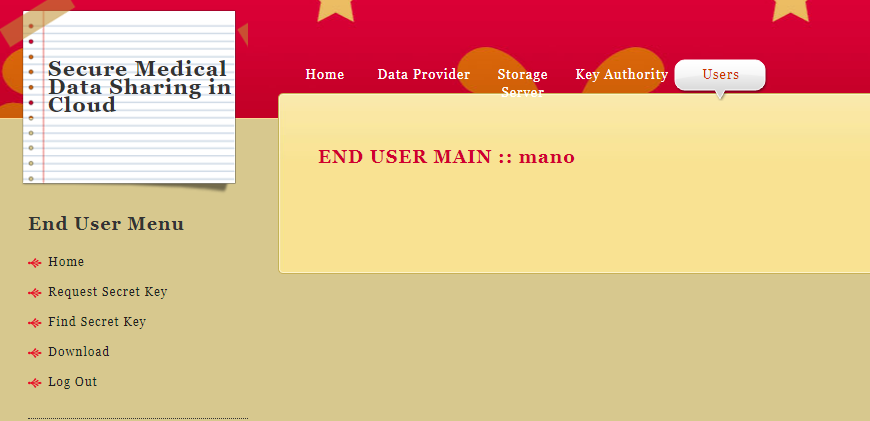 Secure Medical
Data Sharing in
Cloud
Home
Data Provider
Storage
Server
Key Authority
Users
END USER MAIN :: mano
End User Menu
Home
Request Secret Key
Find Secret Key
Download
Log Out